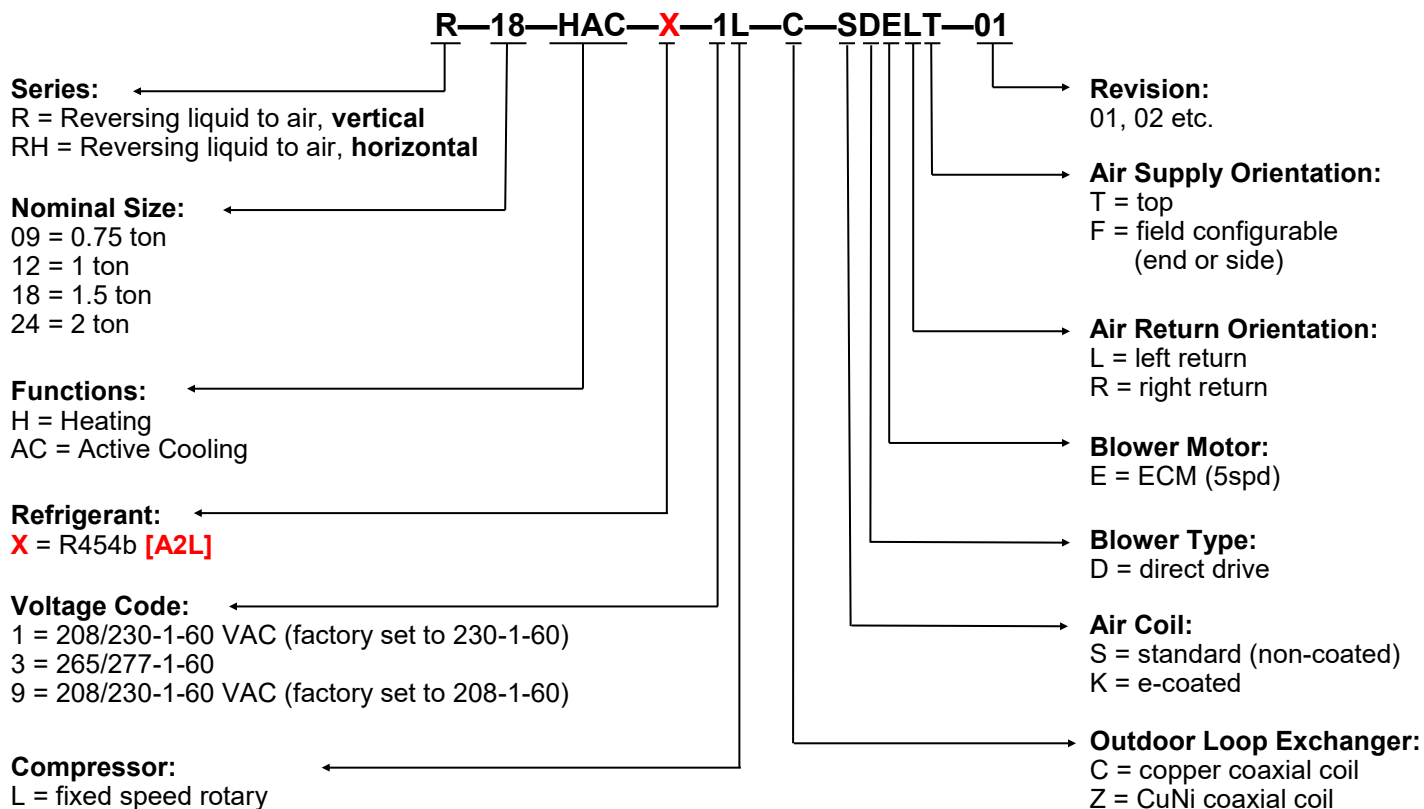 R—18—HAC—X—1L—C—SDELT—01
Series:
R = Reversing liquid to air, vertical
RH = Reversing liquid to air, horizontal
Nominal Size:
09 = 0.75 ton
12 = 1 ton
18 = 1.5 ton
24 = 2 ton
Functions:
H = Heating
AC = Active Cooling
Refrigerant:
X = R454b [A2L]
Voltage Code:
1 = 208/230-1-60 VAC (factory set to 230-1-60)
3 = 265/277-1-60
9 = 208/230-1-60 VAC (factory set to 208-1-60)
Compressor:
L = fixed speed rotary
Revision:
01, 02 etc.
Air Supply Orientation:
T = top
F = field configurable
(end or side)
Air Return Orientation:
L = left return
R = right return
Blower Motor:
E = ECM (5spd)
Blower Type:
D = direct drive
Air Coil:
S = standard (non-coated)
K = e-coated
Outdoor Loop Exchanger:
C = copper coaxial coil
Z = CuNi coaxial coil